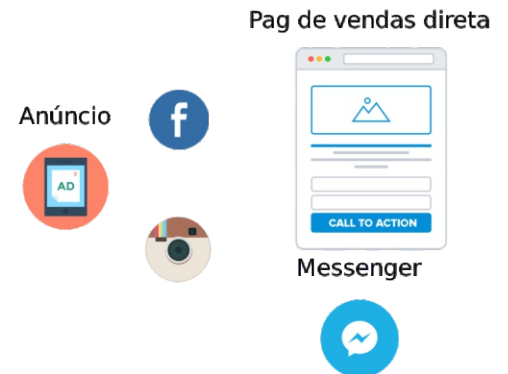 Pag de vendas direta
Anúncio
f
AD
CALL TO ACTION
Messenger